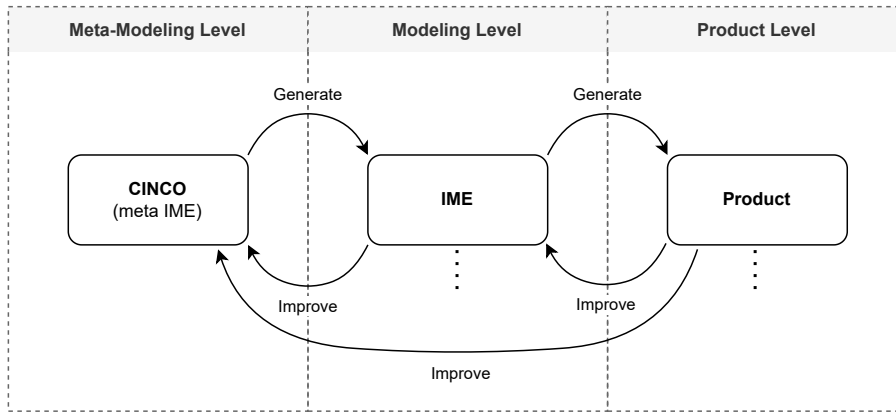 Meta-Modeling Level
Modeling Level
Product Level
Generate
Generate
CINCO
(meta IME)
IME
Product
Improve
Improve
Improve